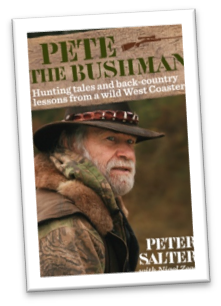 PETE
THE BUSHMAN
Hunting tales and back-country
lessons from a wild West Coaster
PETER
SALTER
with Nigel